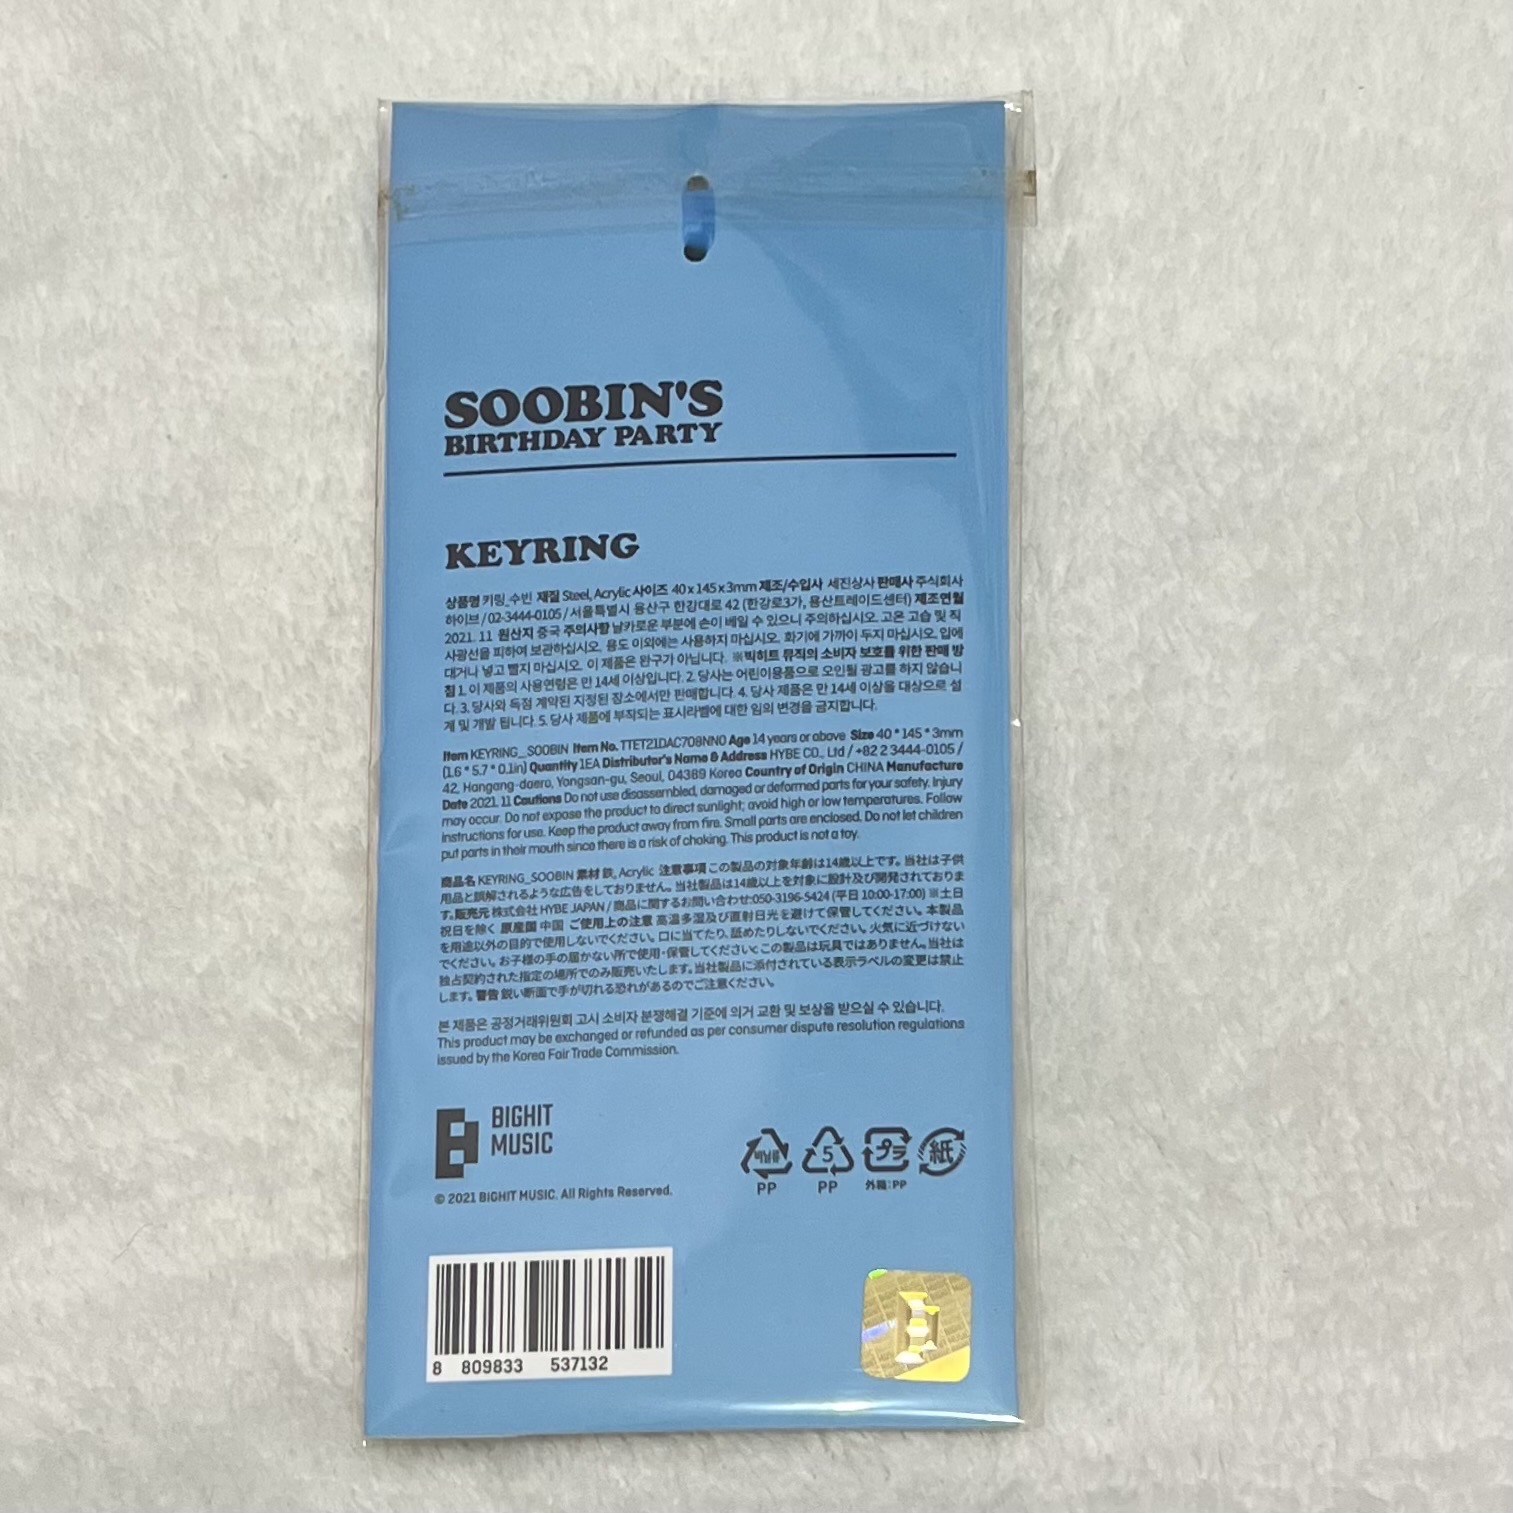 SOOBIN'S
BIRTHDAY PARTY
KEYRING
상품명 키링_수빈 재질 Steel, Acrylic 사이즈 40 x 145 x 3mm 제조/수입사 세진상사 판매사 주식회사
하이브 / 02-3444-0105 / 서울특별시 용산구 한강대로 42 (한강로3가, 용산트레이드센터) 제조연월
2021. 11 원산지 중국 주의사항 날카로운 부분에 손이 베일 수 있으니 주의하십시오. 고온 고습 및 직
사광선을 피하여 보관하십시오. 용도 이외에는 사용하지 마십시오. 화기에 가까이 두지 마십시오. 입에
대거나 넣고 빨지 마십시오. 이 제품은 완구가 아닙니다. ※빅히트 뮤직의 소비자 보호를 위한 판매 방
침 1. 이 제품의 사용연령은 만 14세 이상입니다. 2. 당사는 어린이용품으로 오인될 광고를 하지 않습니
다. 3. 당사와 독점 계약된 지정된 장소에서만 판매합니다. 4. 당사 제품은 만 14세 이상을 대상으로 설
계 및 개발 됩니다. 5. 당사 제품에 부착되는 표시라벨에 대한 임의 변경을 금지합니다.
Item KEYRING_SOOBIN Item No. TTET21DAC708NN0 Age 14 years or above Size 40 * 145 * 3mm
(1.6 * 5.7 * 0.1in) Quantity 1EA Distributor's Name & Address HYBE CO., Ltd / +82 2 3444-0105 /
42, Hangang-daero, Yongsan-gu, Seoul, 04389 Korea Country of Origin CHINA Manufacture
Date 2021. 11 Cautions Do not use disassembled, damaged or deformed parts for your safety. Injury
may occur. Do not expose the product to direct sunlight; avoid high or low temperatures. Follow
instructions for use. Keep the product away from fire. Small parts are enclosed. Do not let children
put parts in their mouth since there is a risk of choking. This product is not a toy.
商品名 KEYRING_SOOBIN 素材 鉄, Acrylic 注意事項 この製品の対象年齢は14歳以上です。当社は子供
用品と誤解されるような広告をしておりません。当社製品は14歳以上を対象に設計及び開発されておりま
す。販売元 株式会社 HYBE JAPAN / 商品に関するお問い合わせ:050-3196-5424 (平日 10:00-17:00) ※土日
祝日を除く 原産国 中国 ご使用上の注意 高温多湿及び直射日光を避けて保管してください。本製品
を用途以外の目的で使用しないでください。口に当てたり、舐めたりしないでください。火気に近づけない
でください。お子様の手の届かない所で使用・保管してください この製品は玩具ではありません。当社は
独占契約された指定の場所でのみ販売いたします。当社製品に添付されている表示ラベルの変更は禁止
します。警告 鋭い断面で手が切れる恐れがあるのでご注意ください。
본 제품은 공정거래위원회 고시 소비자 분쟁해결 기준에 의거 교환 및 보상을 받으실 수 있습니다.
This product may be exchanged or refunded as per consumer dispute resolution regulations
issued by the Korea Fair Trade Commission.
BIGHIT
MUSIC
© 2021 BIGHIT MUSIC. All Rights Reserved.
비닐류 5 プラ 紙
PP PP 外箱:PP
8 809833 537132